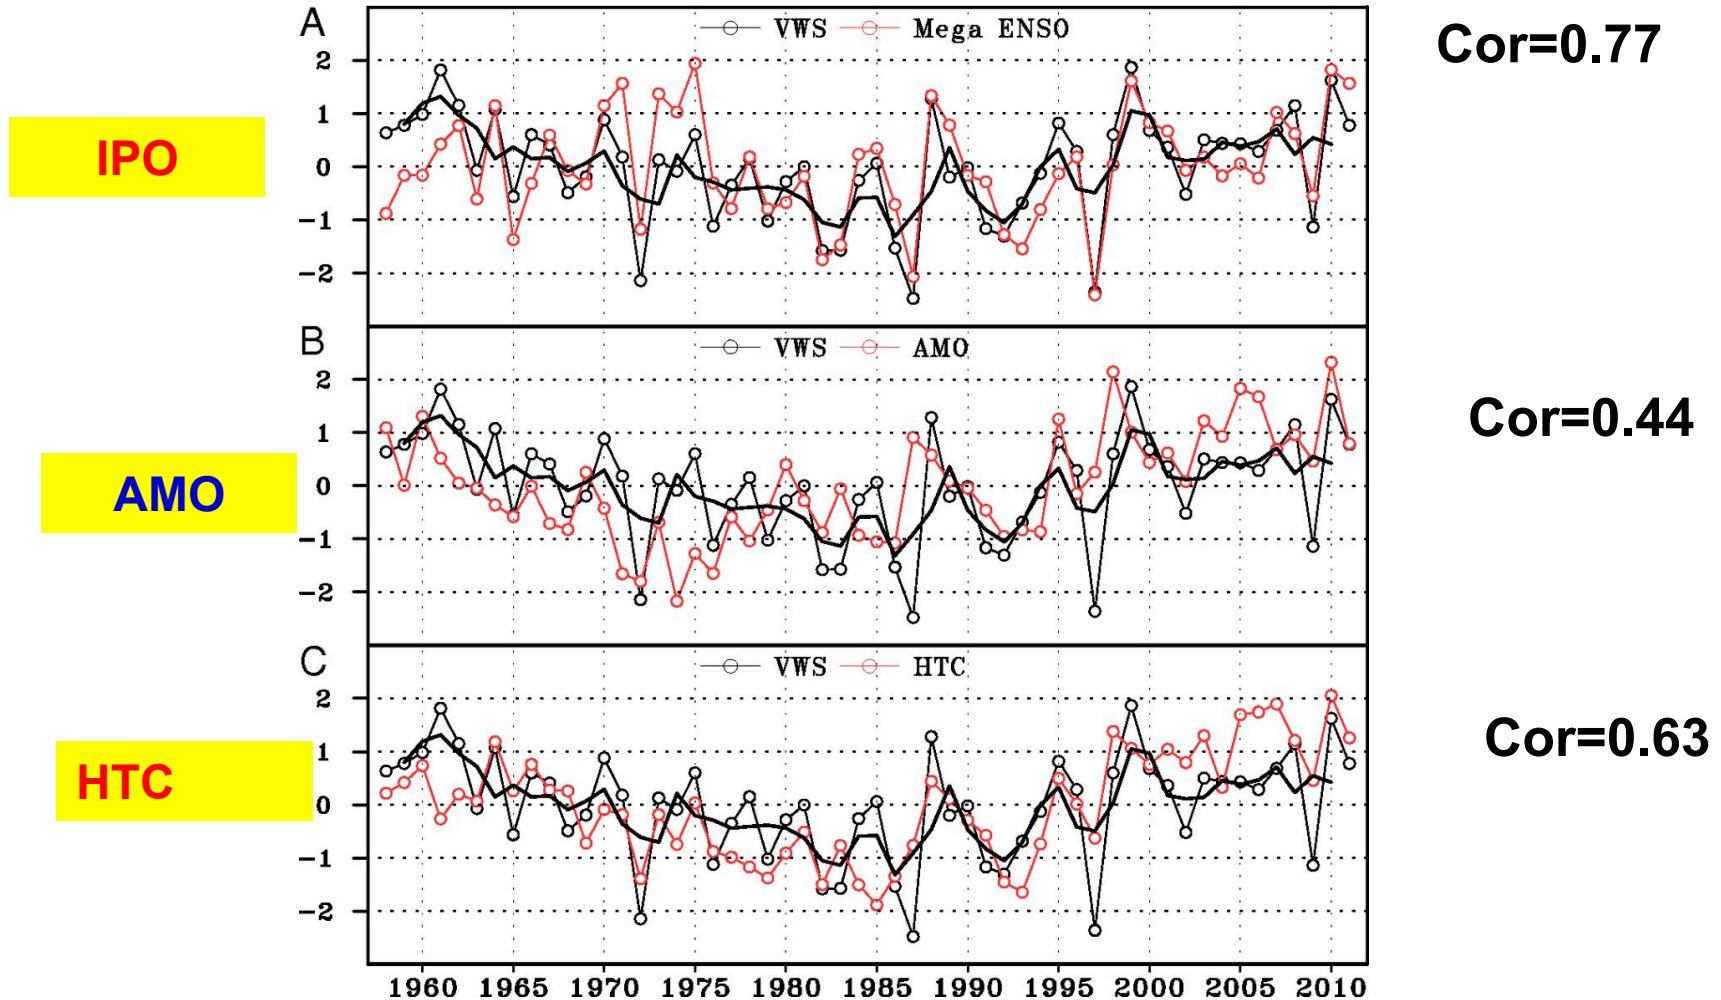 A
VWS Mega ENSO
2
1
0
−1
−2
IPO
Cor=0.77
B
VWS AMO
2
1
0
−1
−2
AMO
Cor=0.44
C
VWS HTC
2
1
0
−1
−2
HTC
Cor=0.63
1960 1965 1970 1975 1980 1985 1990 1995 2000 2005 2010